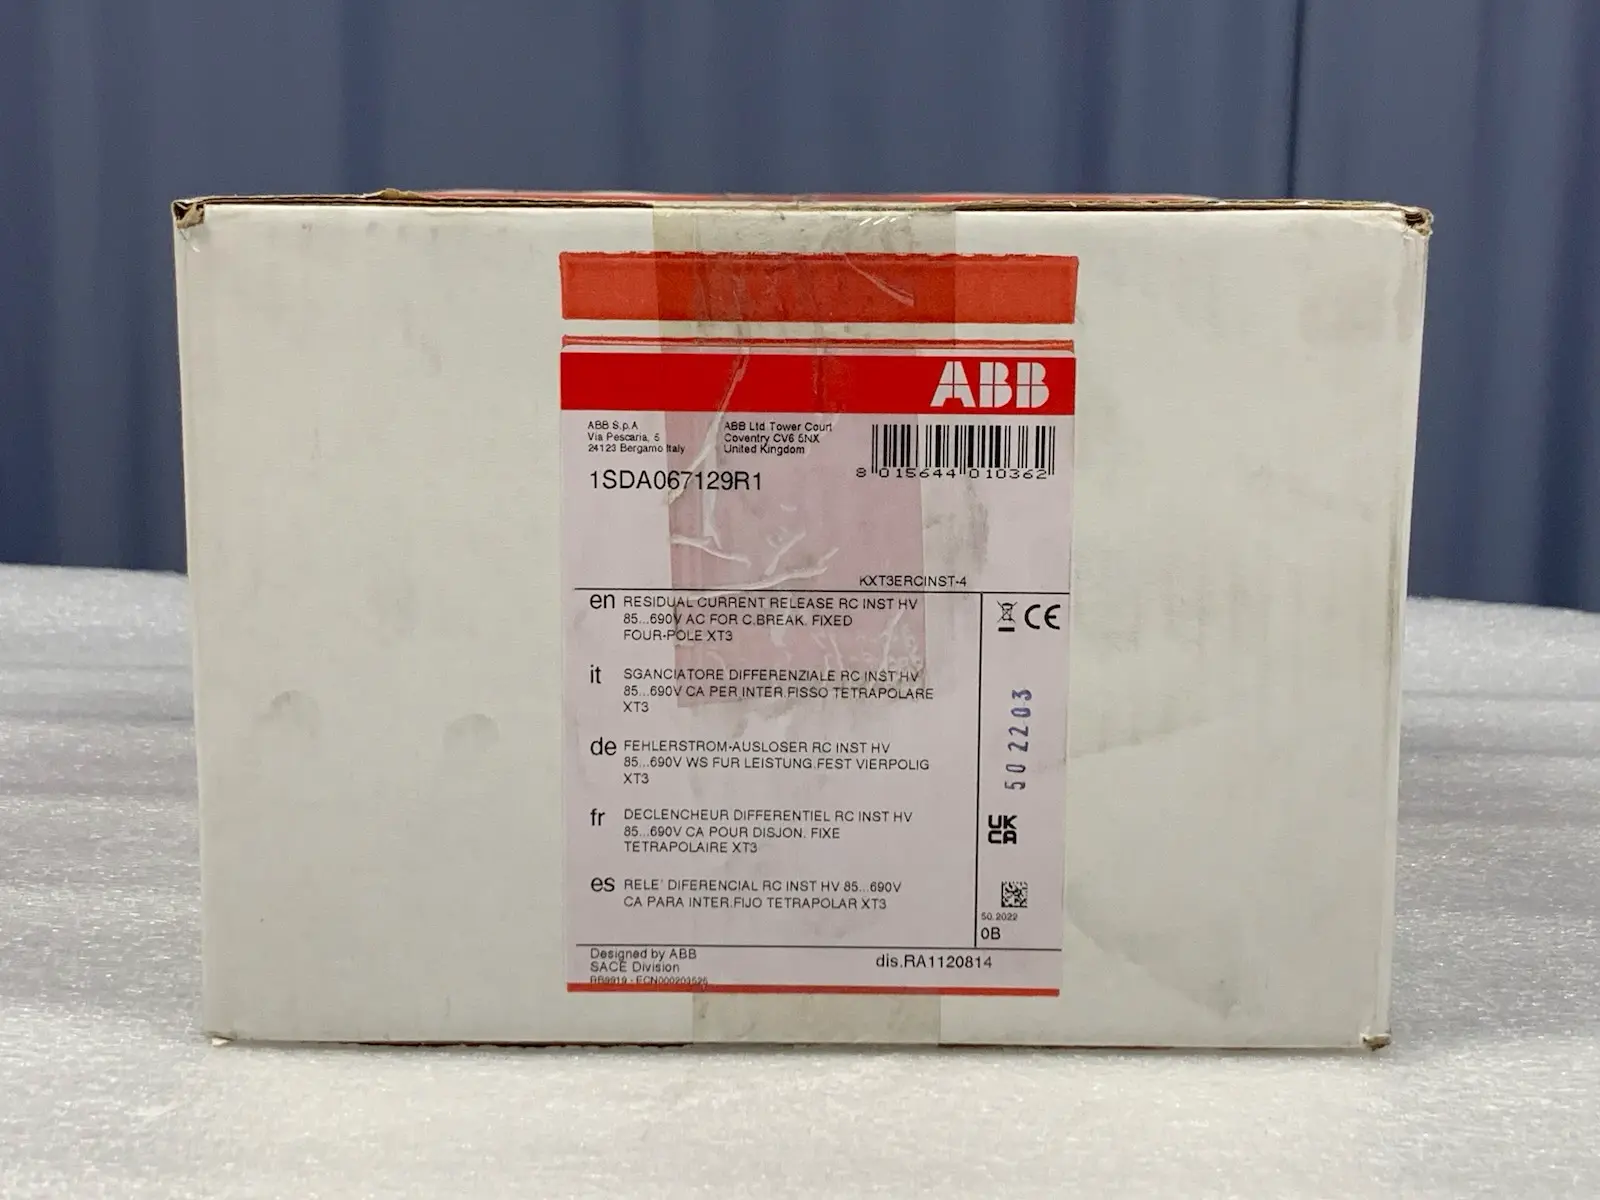 ABB
ABB S.p.A
Via Pescaria, 5
24123 Bergamo Italy
ABB Ltd Tower Court
Coventry CV6 5NX
United Kingdom
8 015644 010362
1SDA067129R1
KXT3ERCINST-4
en RESIDUAL CURRENT RELEASE RC INST HV
85...690V AC FOR C.BREAK. FIXED
FOUR-POLE XT3
it SGANCIATORE DIFFERENZIALE RC INST HV
85...690V CA PER INTER.FISSO TETRAPOLARE
XT3
de FEHLERSTROM-AUSLOSER RC INST HV
85...690V WS FUR LEISTUNG.FEST VIERPOLIG
XT3
fr DECLENCHEUR DIFFERENTIEL RC INST HV
85...690V CA POUR DISJON. FIXE
TETRAPOLAIRE XT3
es RELE' DIFERENCIAL RC INST HV 85...690V
CA PARA INTER.FIJO TETRAPOLAR XT3
CE
502203
UK
CA
50.2022
0B
Designed by ABB
SACE Division
RB9919 - ECN000203526
dis.RA1120814